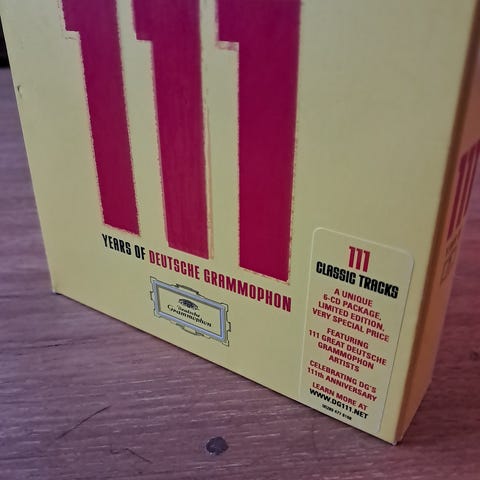 111
YEARS OF DEUTSCHE GRAMMOPHON
Deutsche
Grammophon
111
CLASSIC TRACKS
A UNIQUE
6-CD PACKAGE,
LIMITED EDITION,
VERY SPECIAL PRICE
FEATURING
111 GREAT DEUTSCHE
GRAMMOPHON
ARTISTS
CELEBRATING DG'S
111th ANNIVERSARY
LEARN MORE AT
WWW.DG111.NET
111